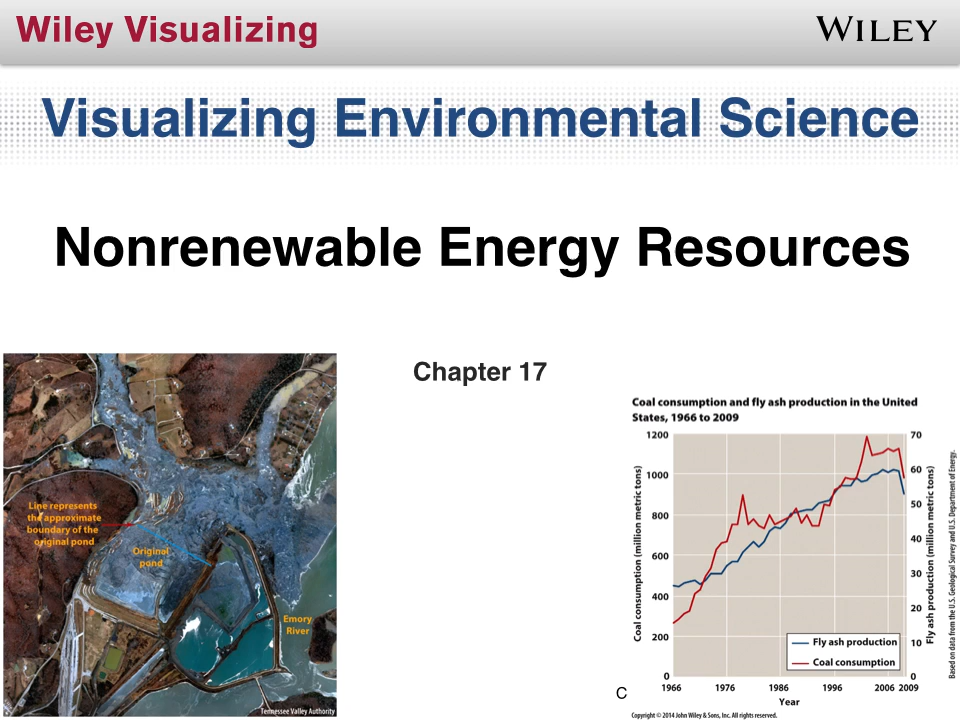 Wiley Visualizing
WILEY
Visualizing Environmental Science
Nonrenewable Energy Resources
Chapter 17
Line represents
the approximate
boundary of the
original pond
Original
pond
Emory
River
Tennessee Valley Authority
Coal consumption and fly ash production in the United
States, 1966 to 2009
Coal consumption (million metric tons)
1200
1000
800
600
400
200
0
70
60
50
40
30
20
10
0
Fly ash production (million metric tons)
Fly ash production
Coal consumption
1966 1976 1986 1996 2006 2009
Year
Based on data from the U.S. Geological Survey and U.S. Department of Energy.
C
Copyright © 2014 John Wiley & Sons, Inc. All rights reserved.